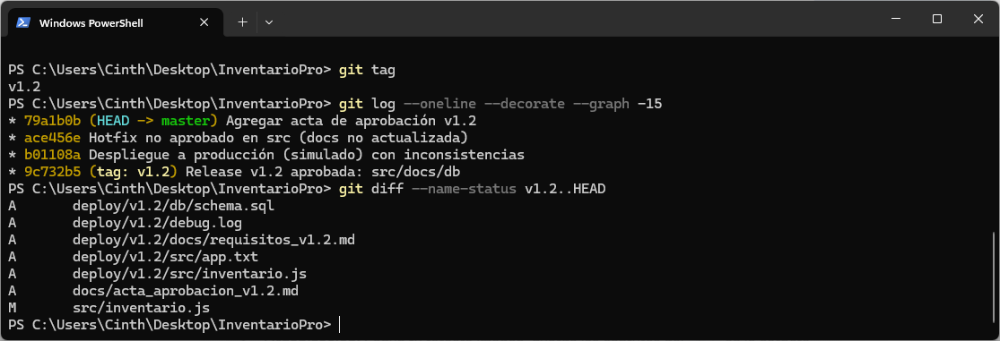 Windows PowerShell
PS C:\Users\Cinth\Desktop\InventarioPro> git tag
v1.2
PS C:\Users\Cinth\Desktop\InventarioPro> git log --oneline --decorate --graph -15
* 79a1b0b (HEAD -> master) Agregar acta de aprobación v1.2
* ace456e Hotfix no aprobado en src (docs no actualizada)
* b01108a Despliegue a producción (simulado) con inconsistencias
* 9c732b5 (tag: v1.2) Release v1.2 aprobada: src/docs/db
PS C:\Users\Cinth\Desktop\InventarioPro> git diff --name-status v1.2..HEAD
A       deploy/v1.2/db/schema.sql
A       deploy/v1.2/debug.log
A       deploy/v1.2/docs/requisitos_v1.2.md
A       deploy/v1.2/src/app.txt
A       deploy/v1.2/src/inventario.js
A       docs/acta_aprobacion_v1.2.md
M       src/inventario.js
PS C:\Users\Cinth\Desktop\InventarioPro>